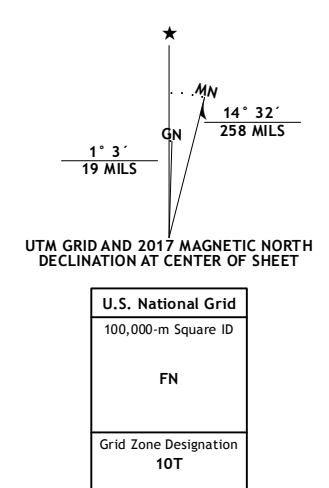 MN
14° 32´
258 MILS
GN
1° 3´
19 MILS
UTM GRID AND 2017 MAGNETIC NORTH
DECLINATION AT CENTER OF SHEET
U.S. National Grid
100,000-m Square ID
FN
Grid Zone Designation
10T